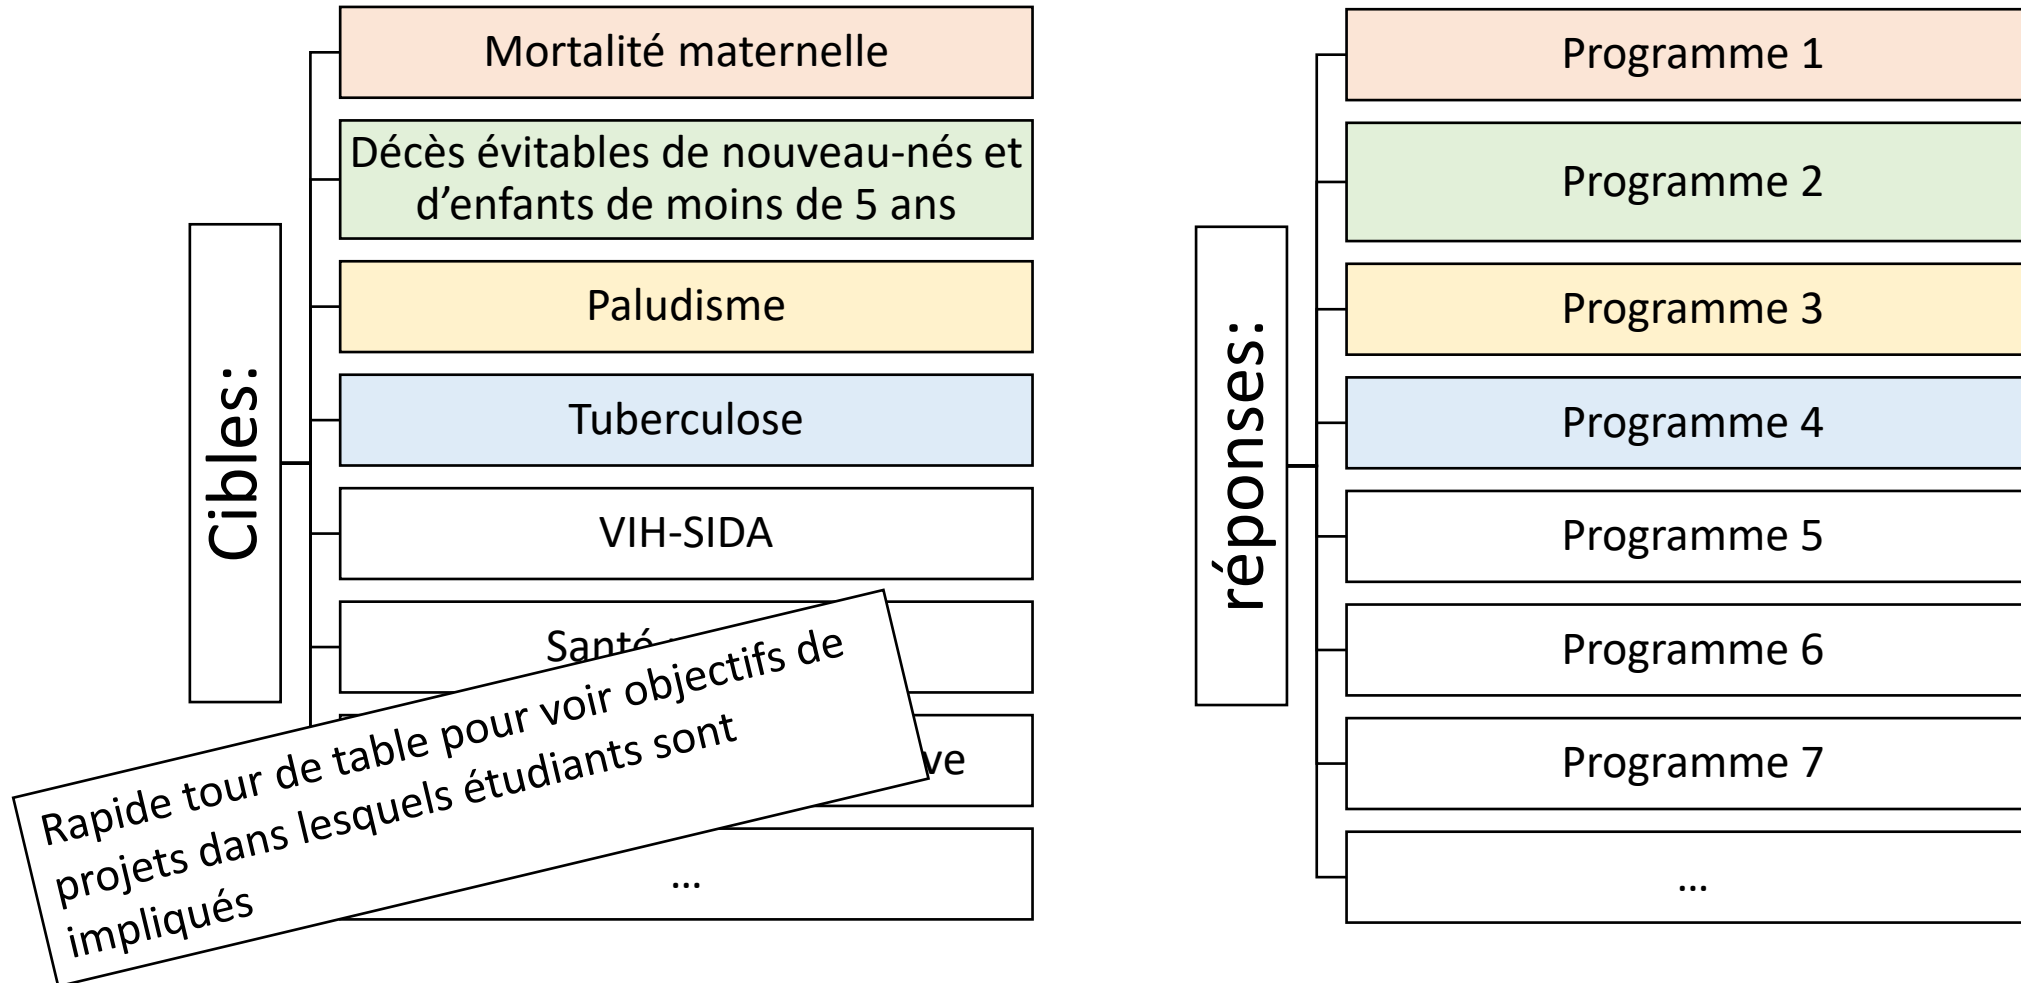 Cibles:
Mortalité maternelle
Décès évitables de nouveau-nés et
d’enfants de moins de 5 ans
Paludisme
Tuberculose
VIH-SIDA
Santé
Rapide tour de table pour voir objectifs de
projets dans lesquels étudiants sont
impliqués
...
réponses:
Programme 1
Programme 2
Programme 3
Programme 4
Programme 5
Programme 6
Programme 7
...